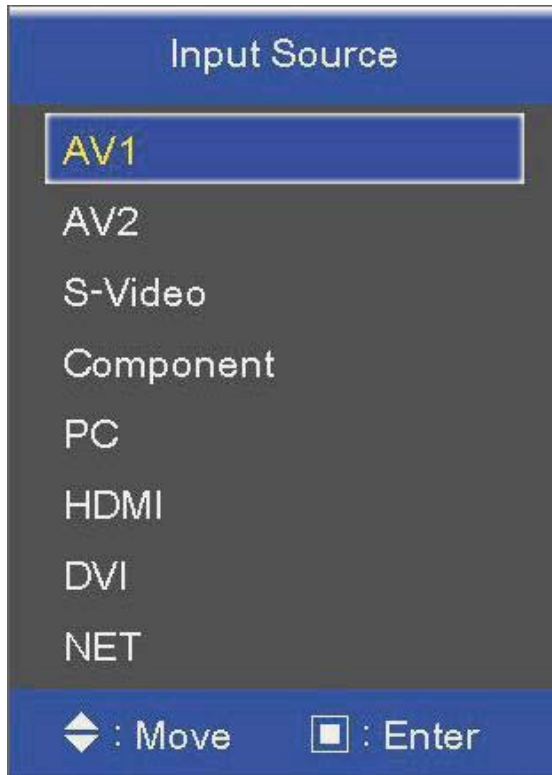 Input Source
AV1
AV2
S-Video
Component
PC
HDMI
DVI
NET
: Move : Enter